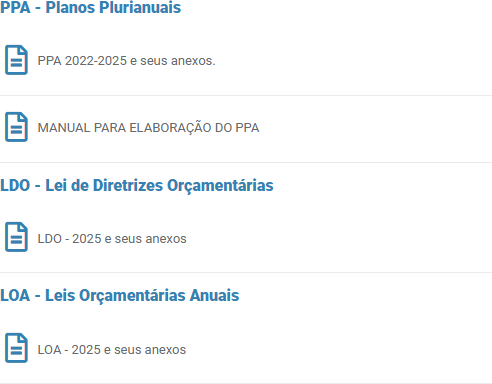 PPA - Planos Plurianuais
PPA 2022-2025 e seus anexos.
MANUAL PARA ELABORAÇÃO DO PPA
LDO - Lei de Diretrizes Orçamentárias
LDO - 2025 e seus anexos
LOA - Leis Orçamentárias Anuais
LOA - 2025 e seus anexos